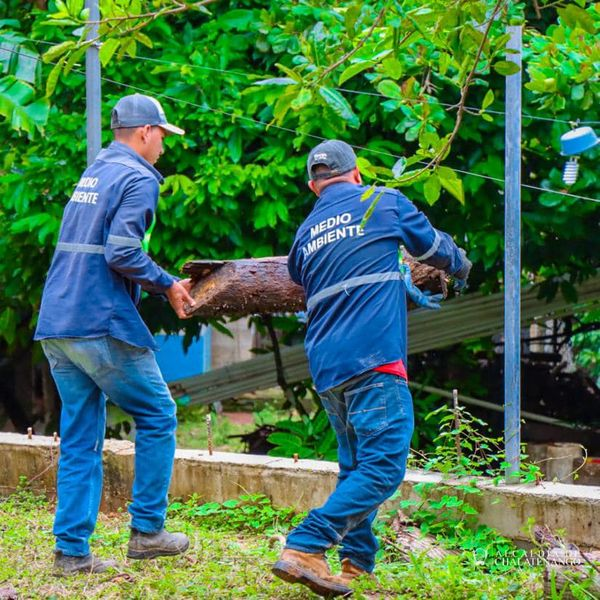 MEDIO
AMBIENTE
MEDIO
AMBIENTE
ALCALDÍA DE
CHALATENANGO